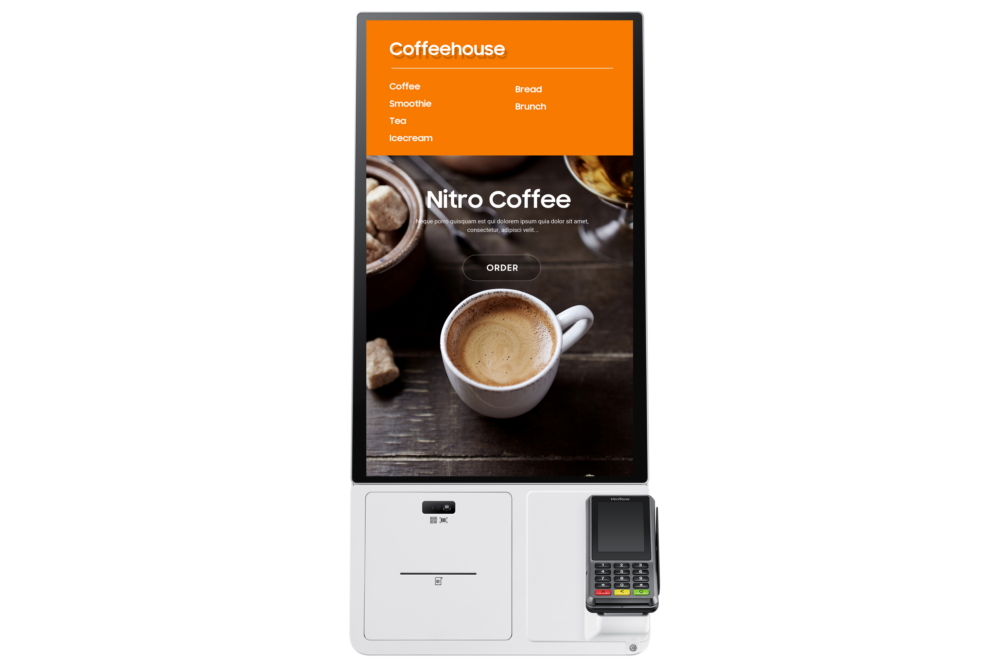 Coffeehouse
Coffee
Smoothie
Tea
Icecream
Bread
Brunch
Nitro Coffee
Neque porro quisquam est qui dolorem ipsum quia dolor sit amet,
consectetur, adipisci velit...
ORDER
Verifone